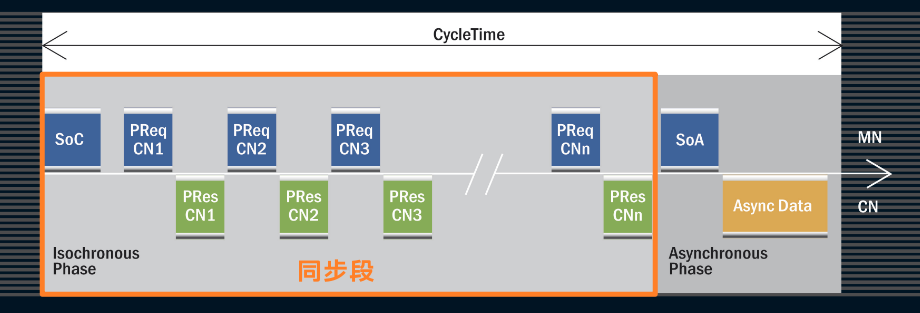 CycleTime
SoC
PReq
CN1
PReq
CN2
PReq
CN3
PReq
CNn
SoA
MN
PRes
CN1
PRes
CN2
PRes
CN3
PRes
CNn
Async Data
CN
Isochronous
Phase
同步段
Asynchronous
Phase